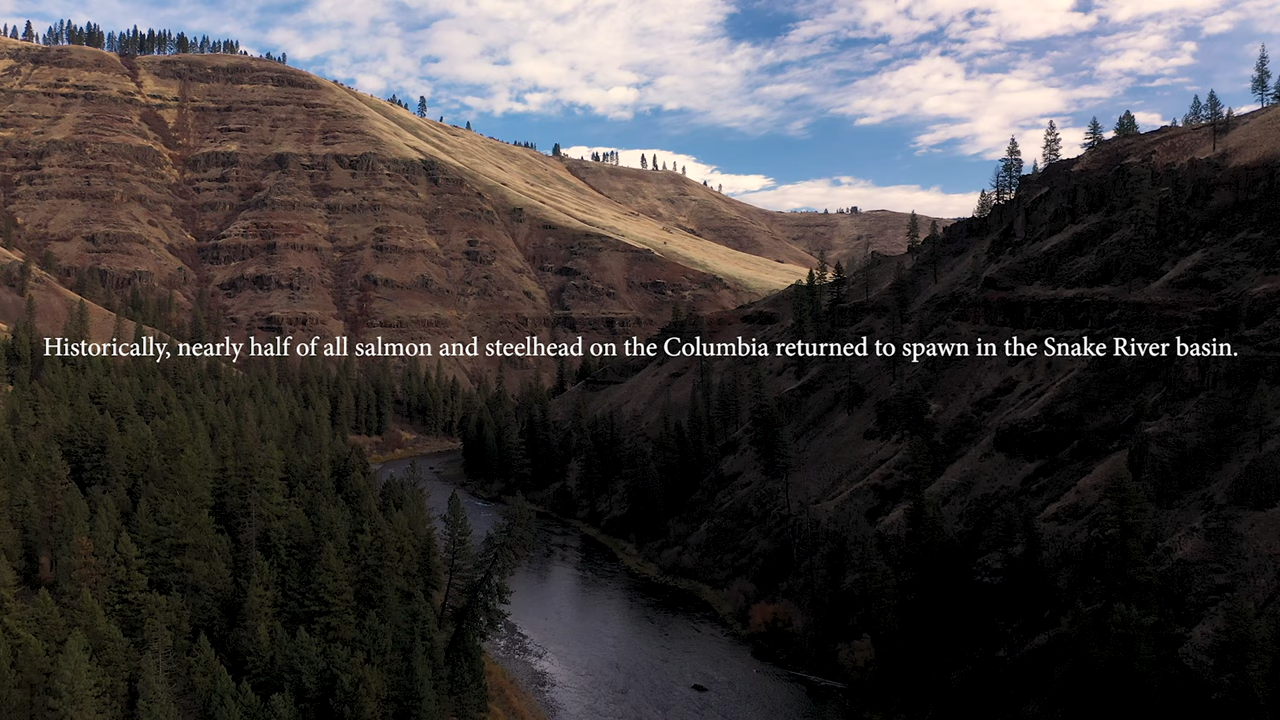 Historically, nearly half of all salmon and steelhead on the Columbia returned to spawn in the Snake River basin.